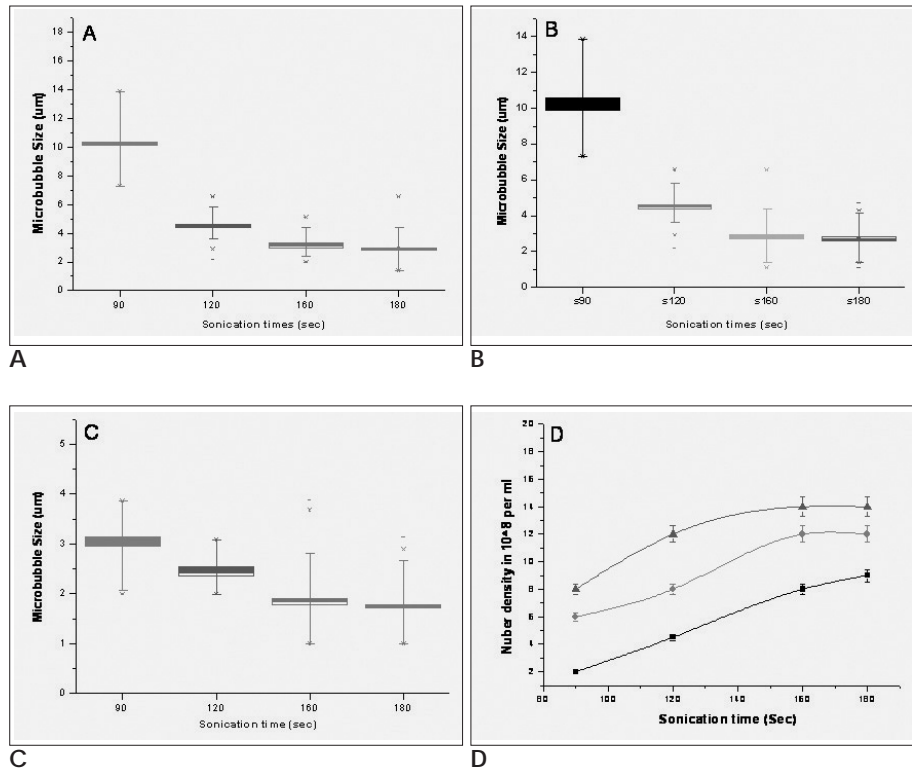 A
18
16
14
12
10
8
6
4
2
0
Microbubble Size (um)
90 120 160 180
Sonication times (sec)
A
B
14
12
10
8
6
4
2
0
Microbubble Size (um)
s90 s120 s160 s180
Sonication times (sec)
B
C
5
4
3
2
1
0
Microbubble Size (um)
90 120 160 180
Sonication time (sec)
C
D
20
18
16
14
12
10
8
6
4
2
Nuber density in 10^8 per ml
80 100 120 140 160 180
Sonication time (Sec)
D